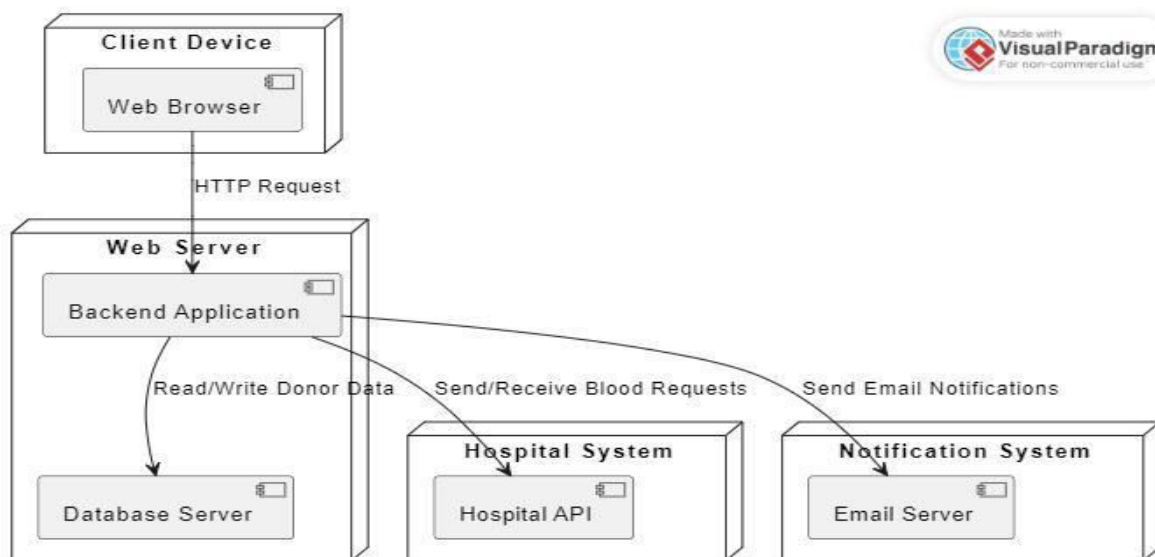 Client Device
Made with
Visual Paradigm
For non-commercial use
Web Browser
HTTP Request
Web Server
Backend Application
Read/Write Donor Data
Send/Receive Blood Requests
Send Email Notifications
Hospital System
Notification System
Database Server
Hospital API
Email Server